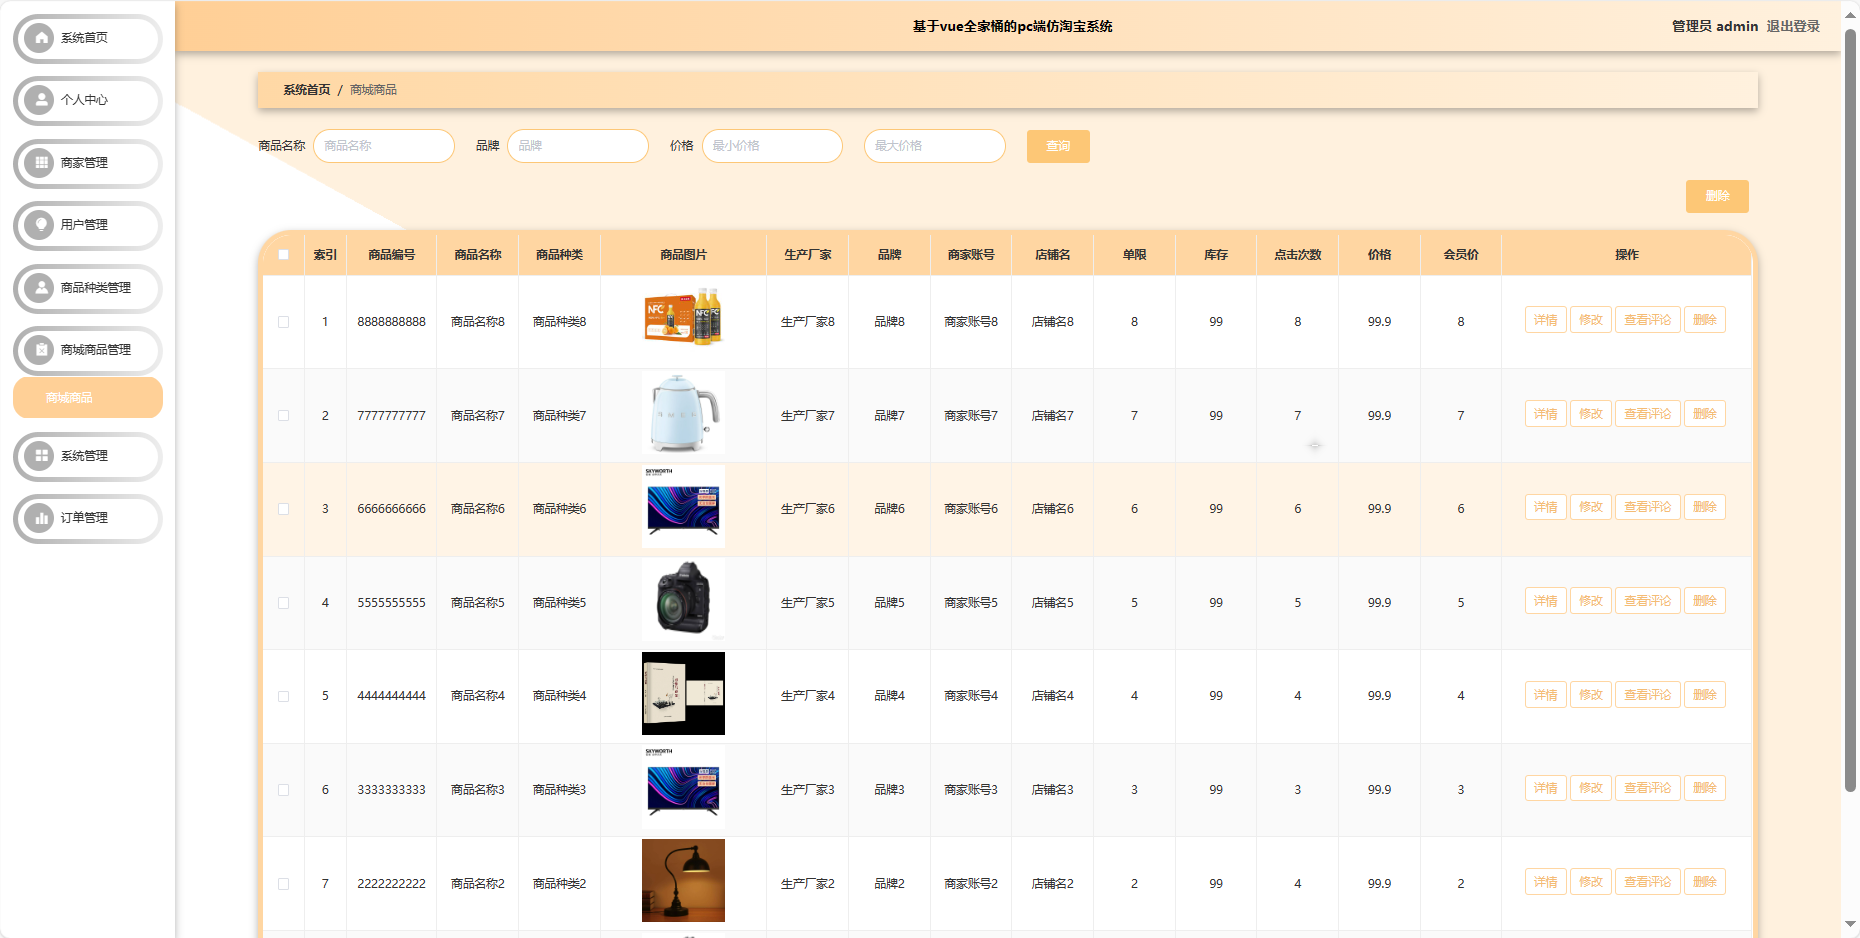 基于vue全家桶的pc端仿淘宝系统
管理员 admin 退出登录
系统首页
个人中心
商家管理
用户管理
商品种类管理
商城商品管理
商城商品
系统管理
订单管理
系统首页 / 商城商品
商品名称 商品名称 品牌 品牌 价格 最小价格 最大价格 查询
删除
索引 商品编号 商品名称 商品种类 商品图片 生产厂家 品牌 商家账号 店铺名 单限 库存 点击次数 价格 会员价 操作
1 8888888888 商品名称8 商品种类8 NFC 生产厂家8 品牌8 商家账号8 店铺名8 8 99 8 99.9 8 详情 修改 查看评论 删除
2 7777777777 商品名称7 商品种类7 生产厂家7 品牌7 商家账号7 店铺名7 7 99 7 99.9 7 详情 修改 查看评论 删除
3 6666666666 商品名称6 商品种类6 SKYWORTH 生产厂家6 品牌6 商家账号6 店铺名6 6 99 6 99.9 6 详情 修改 查看评论 删除
4 5555555555 商品名称5 商品种类5 生产厂家5 品牌5 商家账号5 店铺名5 5 99 5 99.9 5 详情 修改 查看评论 删除
5 4444444444 商品名称4 商品种类4 生产厂家4 品牌4 商家账号4 店铺名4 4 99 4 99.9 4 详情 修改 查看评论 删除
6 3333333333 商品名称3 商品种类3 SKYWORTH 生产厂家3 品牌3 商家账号3 店铺名3 3 99 3 99.9 3 详情 修改 查看评论 删除
7 2222222222 商品名称2 商品种类2 生产厂家2 品牌2 商家账号2 店铺名2 2 99 4 99.9 2 详情 修改 查看评论 删除